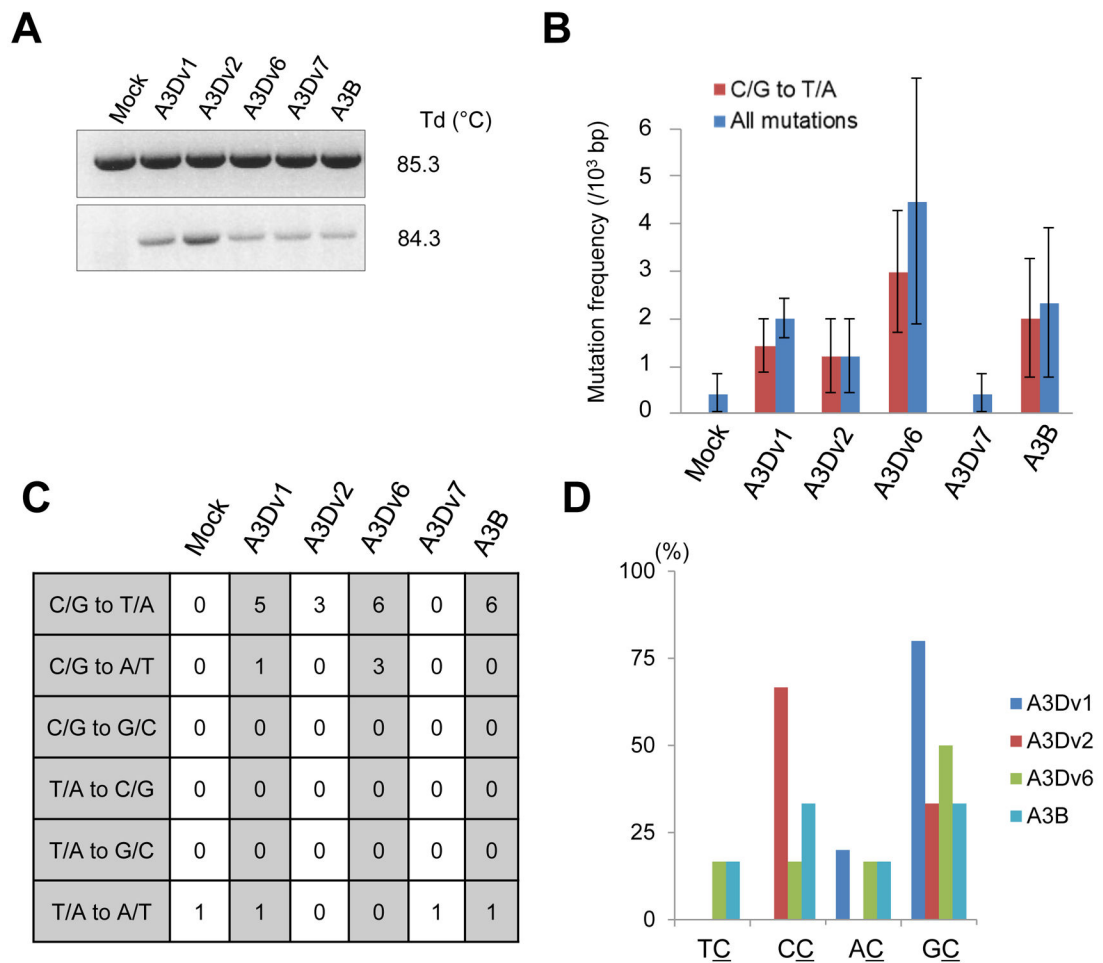 A
Mock A3Dv1 A3Dv2 A3Dv6 A3Dv7 A3B
Td (°C)
85.3
84.3
B
C/G to T/A
All mutations
Mutation frequency (/10³ bp)
6
5
4
3
2
1
0
Mock A3Dv1 A3Dv2 A3Dv6 A3Dv7 A3B
C
Mock A3Dv1 A3Dv2 A3Dv6 A3Dv7 A3B
C/G to T/A 0 5 3 6 0 6
C/G to A/T 0 1 0 3 0 0
C/G to G/C 0 0 0 0 0 0
T/A to C/G 0 0 0 0 0 0
T/A to G/C 0 0 0 0 0 0
T/A to A/T 1 1 0 0 1 1
D
(%)
100
75
50
25
0
TC CC AC GC
A3Dv1
A3Dv2
A3Dv6
A3B